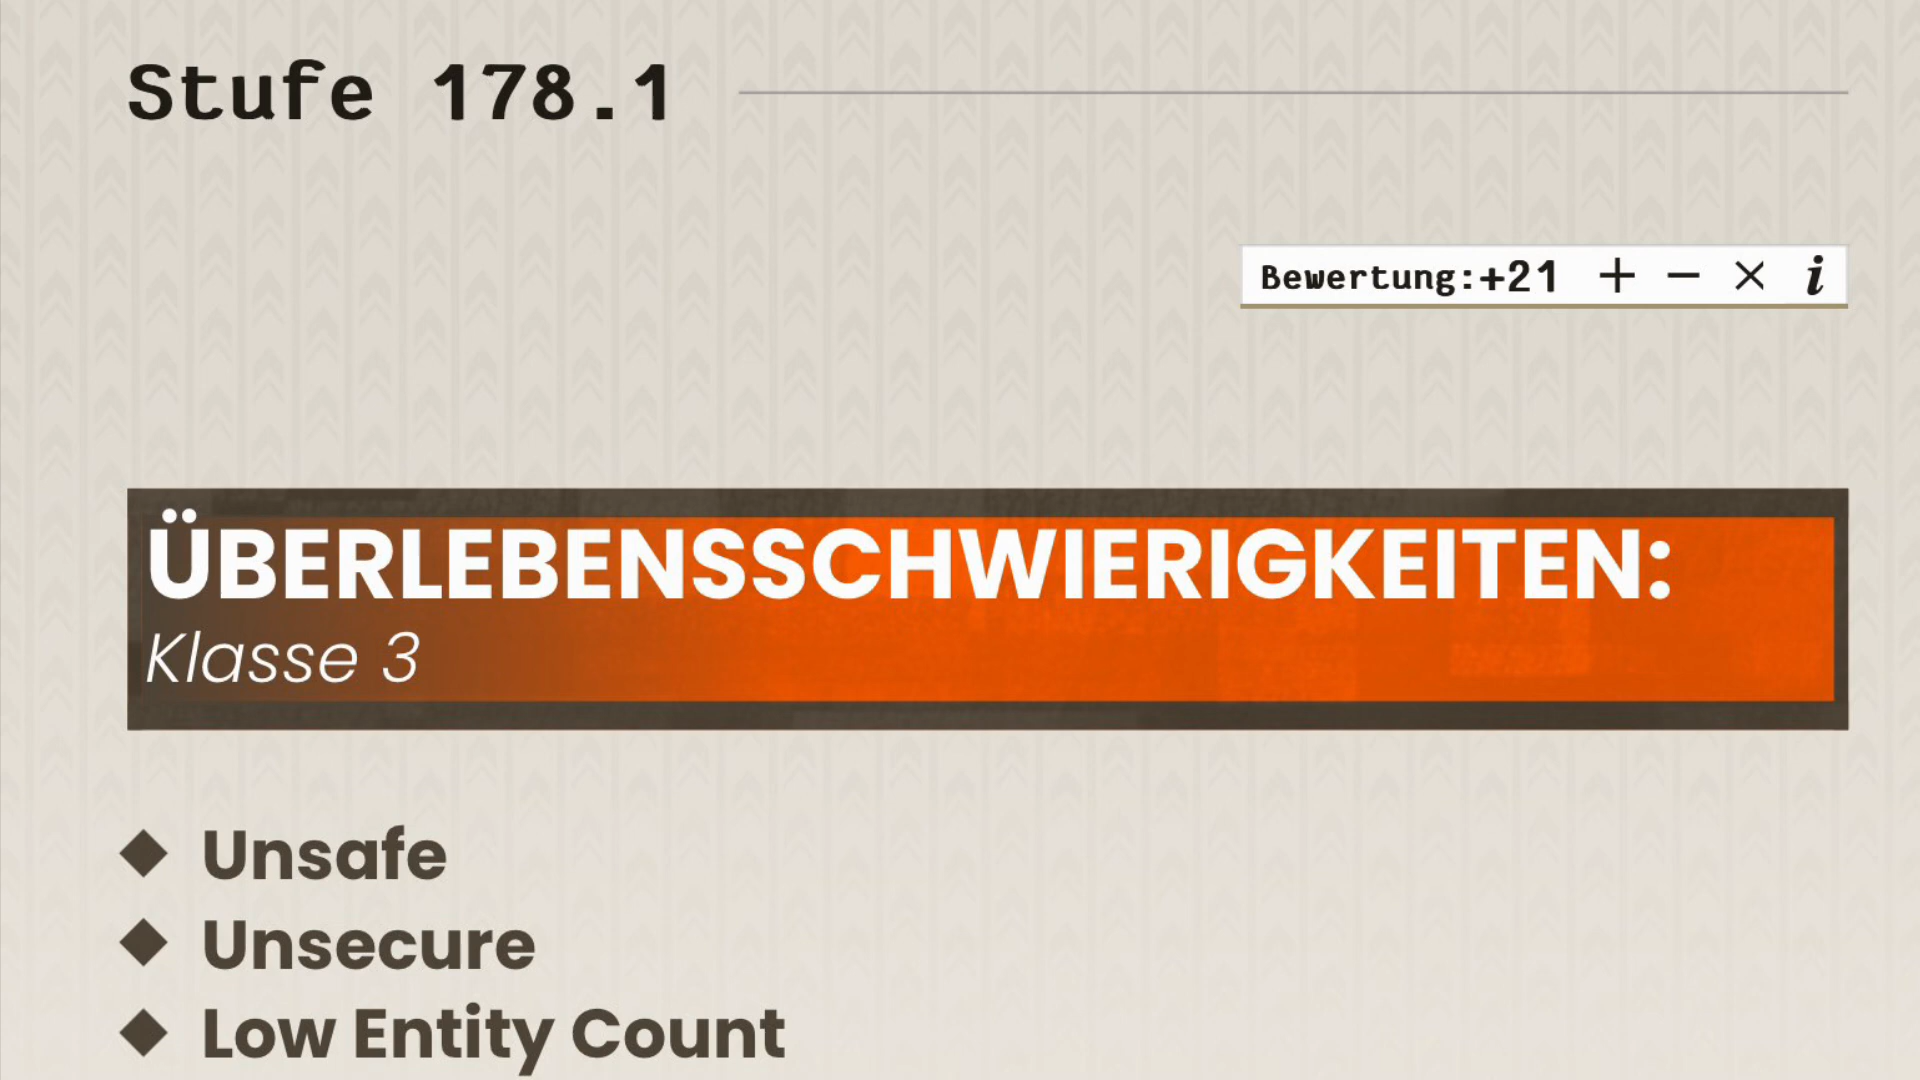 Stufe 178.1
Bewertung:+21 + − × i
ÜBERLEBENSSCHWIERIGKEITEN:
Klasse 3
◆ Unsafe
◆ Unsecure
◆ Low Entity Count